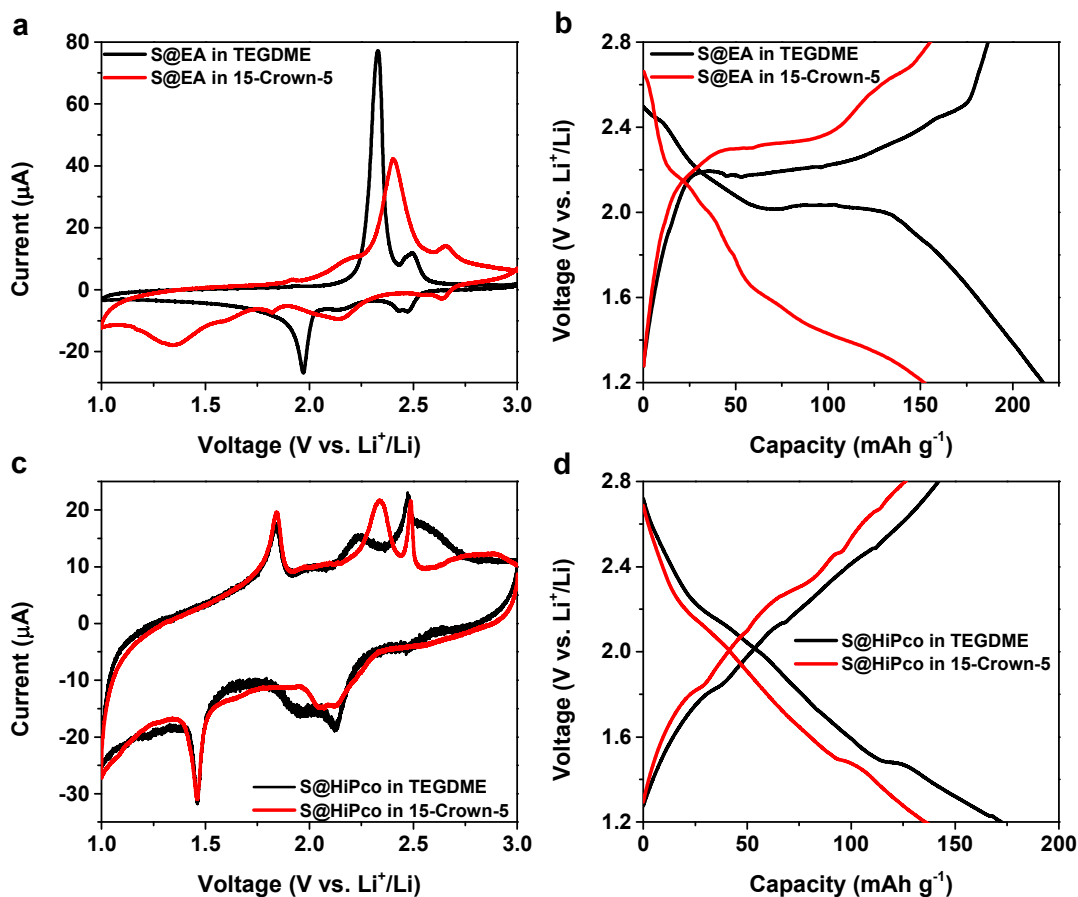 a
S@EA in TEGDME
S@EA in 15-Crown-5
80
60
40
20
0
-20
Current (µA)
1.0 1.5 2.0 2.5 3.0
Voltage (V vs. Li⁺/Li)
b
S@EA in TEGDME
S@EA in 15-Crown-5
2.8
2.4
2.0
1.6
1.2
Voltage (V vs. Li⁺/Li)
0 50 100 150 200
Capacity (mAh g⁻¹)
c
20
10
0
-10
-20
-30
Current (µA)
S@HiPco in TEGDME
S@HiPco in 15-Crown-5
1.0 1.5 2.0 2.5 3.0
Voltage (V vs. Li⁺/Li)
d
2.8
2.4
2.0
1.6
1.2
Voltage (V vs. Li⁺/Li)
S@HiPco in TEGDME
S@HiPco in 15-Crown-5
0 50 100 150 200
Capacity (mAh g⁻¹)